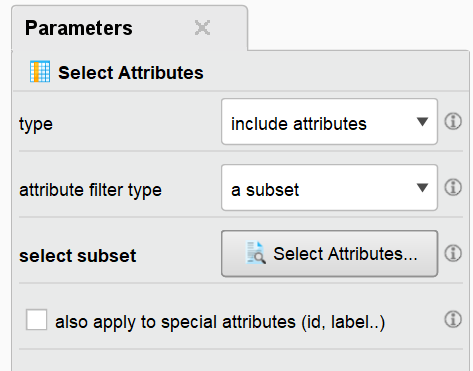 Parameters
Select Attributes
type include attributes
attribute filter type a subset
select subset Select Attributes...
also apply to special attributes (id, label..)